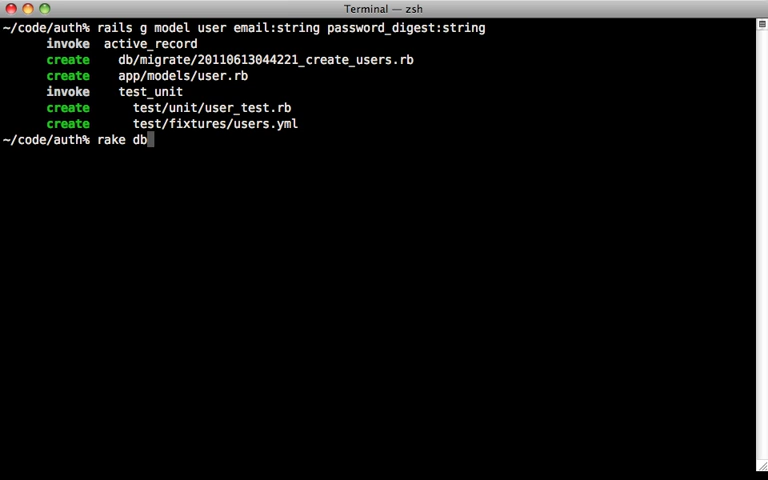 Terminal — zsh
~/code/auth% rails g model user email:string password_digest:string
invoke active_record
create db/migrate/20110613044221_create_users.rb
create app/models/user.rb
invoke test_unit
create test/unit/user_test.rb
create test/fixtures/users.yml
~/code/auth% rake db